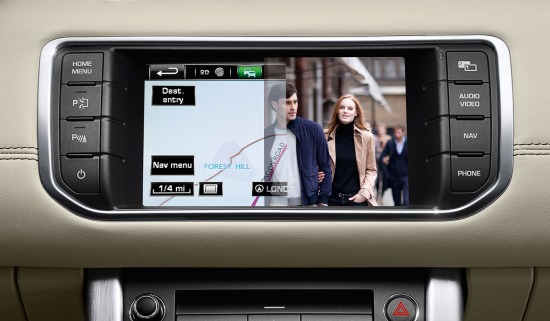 HOME
MENU
P
P
2D
Dest.
entry
Nav menu
1/4 mi
FOREST HILL
LOND
AUDIO
VIDEO
NAV
PHONE